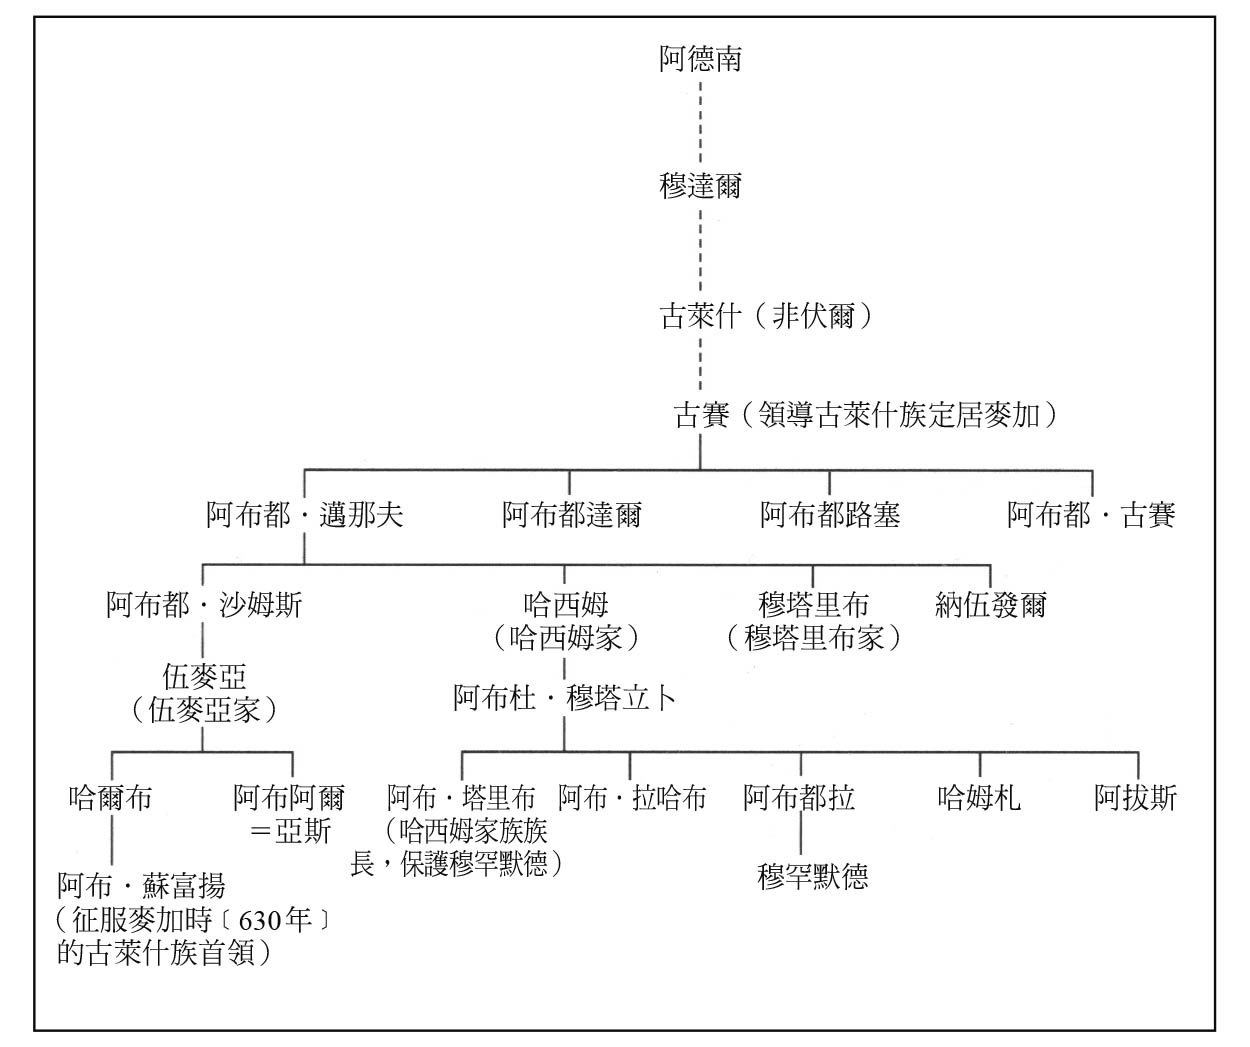 阿德南
穆達爾
古萊什（非伏爾）
古賽（領導古萊什族定居麥加）
阿布都．邁那夫
阿布都達爾
阿布都路塞
阿布都．古賽
阿布都．沙姆斯
哈西姆
（哈西姆家）
穆塔里布
（穆塔里布家）
納伍發爾
伍麥亞
（伍麥亞家）
阿布杜．穆塔立卜
哈爾布
阿布阿爾
＝亞斯
阿布．塔里布
（哈西姆家族族
長，保護穆罕默德）
阿布．拉哈布
阿布都拉
哈姆札
阿拔斯
阿布．蘇富揚
（征服麥加時〔630年〕
的古萊什族首領）
穆罕默德